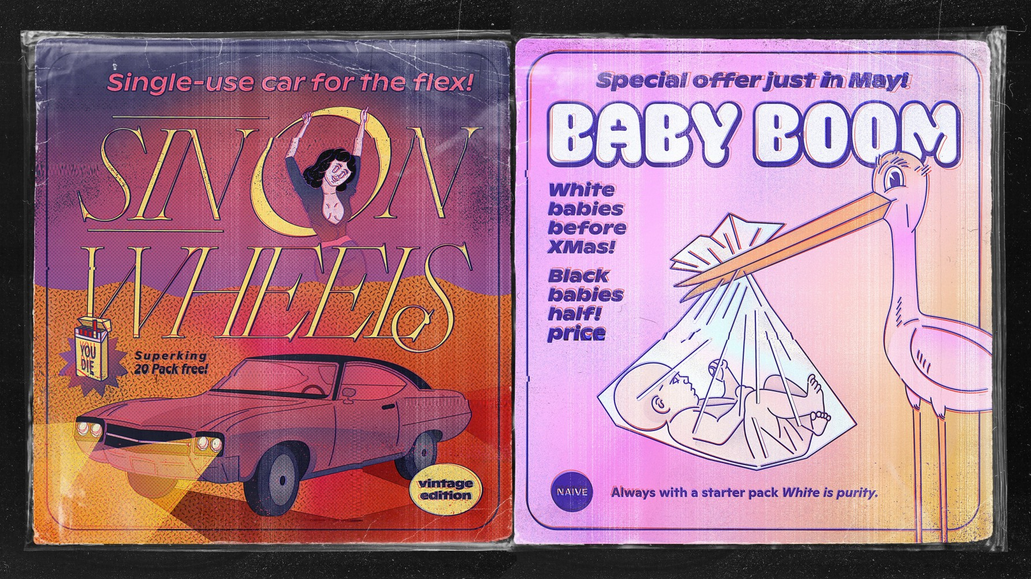 Single-use car for the flex!
SIN ON
WHEELS
YOU
DIE
Superking
20 Pack free!
vintage
edition
Special offer just in May!
BABY BOOM
White
babies
before
XMas!
Black
babies
half!
price
NAIVE
Always with a starter pack White is purity.